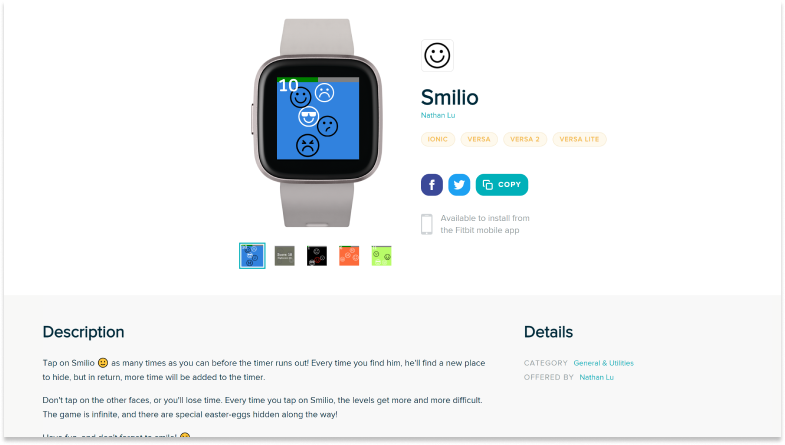 10
Smilio
Nathan Lu
IONIC
VERSA
VERSA 2
VERSA LITE
COPY
Available to install from
the Fitbit mobile app
Description
Tap on Smilio 🙂 as many times as you can before the timer runs out! Every time you find him, he'll find a new place
to hide, but in return, more time will be added to the timer.
Don't tap on the other faces, or you'll lose time. Every time you tap on Smilio, the levels get more and more difficult.
The game is infinite, and there are special easter-eggs hidden along the way!
Have fun, and don't forget to smile! 🙂
Details
CATEGORY General & Utilities
OFFERED BY Nathan Lu